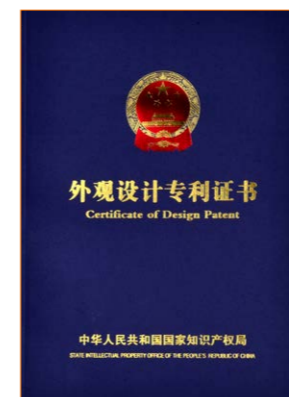 外观设计专利证书
Certificate of Design Patent
中华人民共和国国家知识产权局
STATE INTELLECTUAL PROPERTY OFFICE OF THE PEOPLE'S REPUBLIC OF CHINA